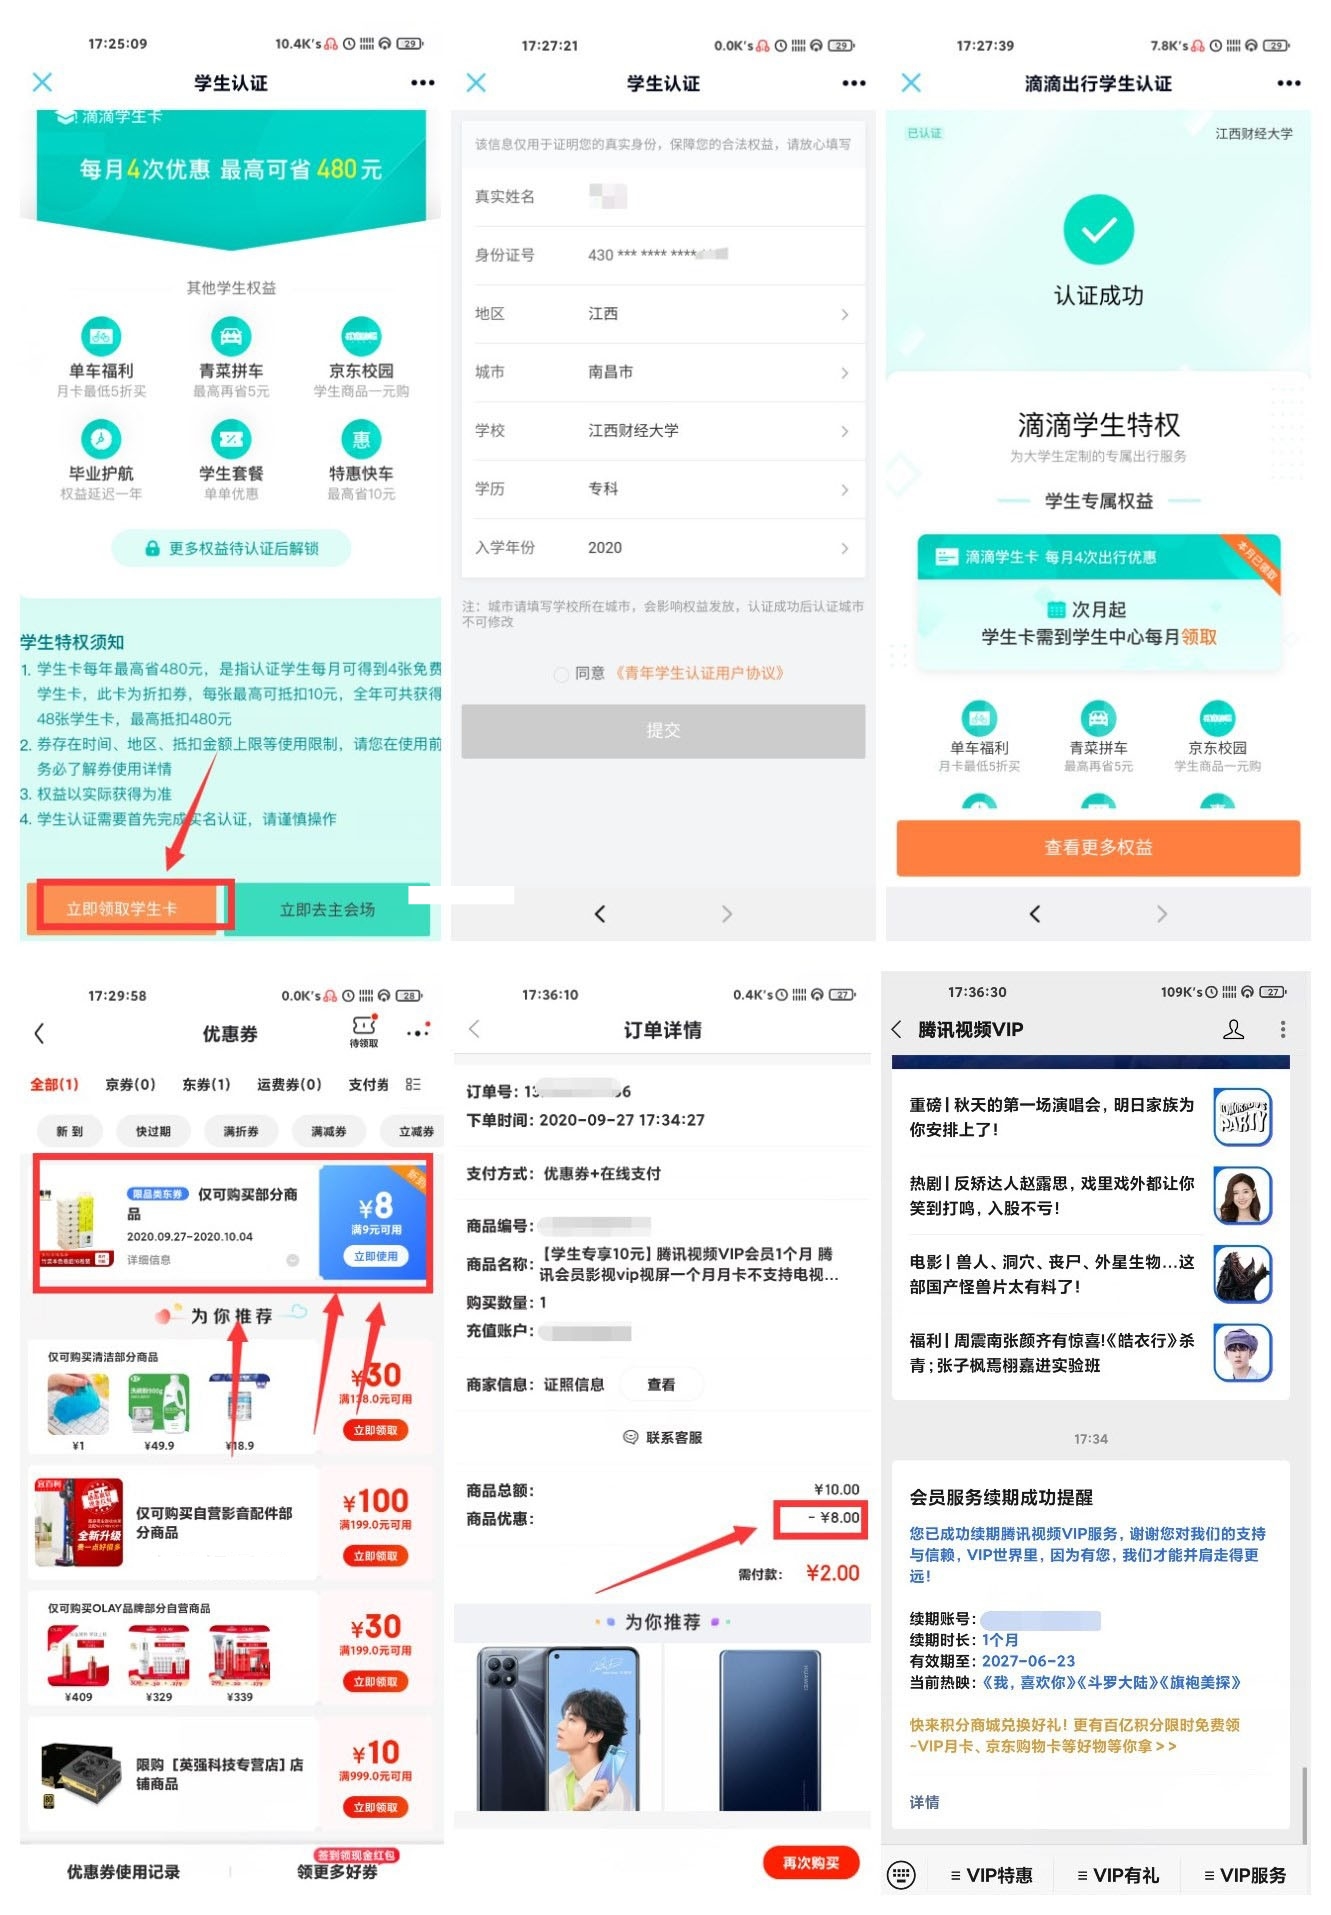 17:25:09
10.4K's
29
学生认证
滴滴学生卡
每月4次优惠 最高可省480元
其他学生权益
单车福利
月卡最低5折买
青菜拼车
最高再省5元
京东校园
学生商品一元购
毕业护航
权益延迟一年
学生套餐
单单优惠
惠
特惠快车
最高省10元
更多权益待认证后解锁
学生特权须知
1. 学生卡每年最高省480元，是指认证学生每月可得到4张免费
学生卡，此卡为折扣券，每张最高可抵扣10元，全年可共获得
48张学生卡，最高抵扣480元
2. 券存在时间、地区、抵扣金额上限等使用限制，请您在使用前
务必了解券使用详情
3. 权益以实际获得为准
4. 学生认证需要首先完成实名认证，请谨慎操作
立即领取学生卡
立即去主会场
17:27:21
0.0K's
29
学生认证
该信息仅用于证明您的真实身份，保障您的合法权益，请放心填写
真实姓名
身份证号 430 *** **** ****
地区 江西
城市 南昌市
学校 江西财经大学
学历 专科
入学年份 2020
注：城市请填写学校所在城市，会影响权益发放，认证成功后认证城市
不可修改
同意《青年学生认证用户协议》
提交
17:27:39
7.8K's
29
滴滴出行学生认证
已认证
江西财经大学
认证成功
滴滴学生特权
为大学生定制的专属出行服务
学生专属权益
滴滴学生卡 每月4次出行优惠
本月已领取
次月起
学生卡需到学生中心每月领取
单车福利
月卡最低5折买
青菜拼车
最高再省5元
京东校园
学生商品一元购
查看更多权益
17:29:58
0.0K's
28
优惠券
待领取
全部(1) 京券(0) 东券(1) 运费券(0) 支付券
新到 快过期 满折券 满减券 立减券
限品类东券 仅可购买部分商
品
2020.09.27-2020.10.04
详细信息
新到
¥8
满9元可用
立即使用
为你推荐
仅可购买清洁部分商品
¥1 ¥49.9 ¥18.9
¥30
满138.0元可用
立即领取
宜百利
全新升级
仅可购买自营影音配件部
分商品
¥100
满199.0元可用
立即领取
仅可购买OLAY品牌部分自营商品
¥409 ¥329 ¥339
¥30
满199.0元可用
立即领取
限购［英强科技专营店］店
铺商品
¥10
满999.0元可用
立即领取
签到领现金红包
优惠券使用记录
领更多好券
17:36:10
0.4K's
27
订单详情
订单号: 13 6
下单时间: 2020-09-27 17:34:27
支付方式: 优惠券+在线支付
商品编号:
商品名称: 【学生专享10元】腾讯视频VIP会员1个月 腾
讯会员影视vip视屏一个月月卡不支持电视...
购买数量: 1
充值账户:
商家信息: 证照信息 查看
联系客服
商品总额: ¥10.00
商品优惠: - ¥8.00
需付款: ¥2.00
为你推荐
HUAWEI
再次购买
17:36:30
109K's
27
腾讯视频VIP
重磅 | 秋天的第一场演唱会，明日家族为
你安排上了！
TOMORROW'S
PARTY
热剧 | 反矫达人赵露思，戏里戏外都让你
笑到打鸣，入股不亏！
电影 | 兽人、洞穴、丧尸、外星生物...这
部国产怪兽片太有料了！
福利 | 周震南张颜齐有惊喜!《皓衣行》杀
青；张子枫焉栩嘉进实验班
17:34
会员服务续期成功提醒
您已成功续期腾讯视频VIP服务，谢谢您对我们的支持
与信赖，VIP世界里，因为有您，我们才能并肩走得更
远！
续期账号:
续期时长: 1个月
有效期至: 2027-06-23
当前热映:《我，喜欢你》《斗罗大陆》《旗袍美探》
快来积分商城兑换好礼！更有百亿积分限时免费领
~VIP月卡、京东购物卡等好物等你拿>>
详情
VIP特惠
VIP有礼
VIP服务